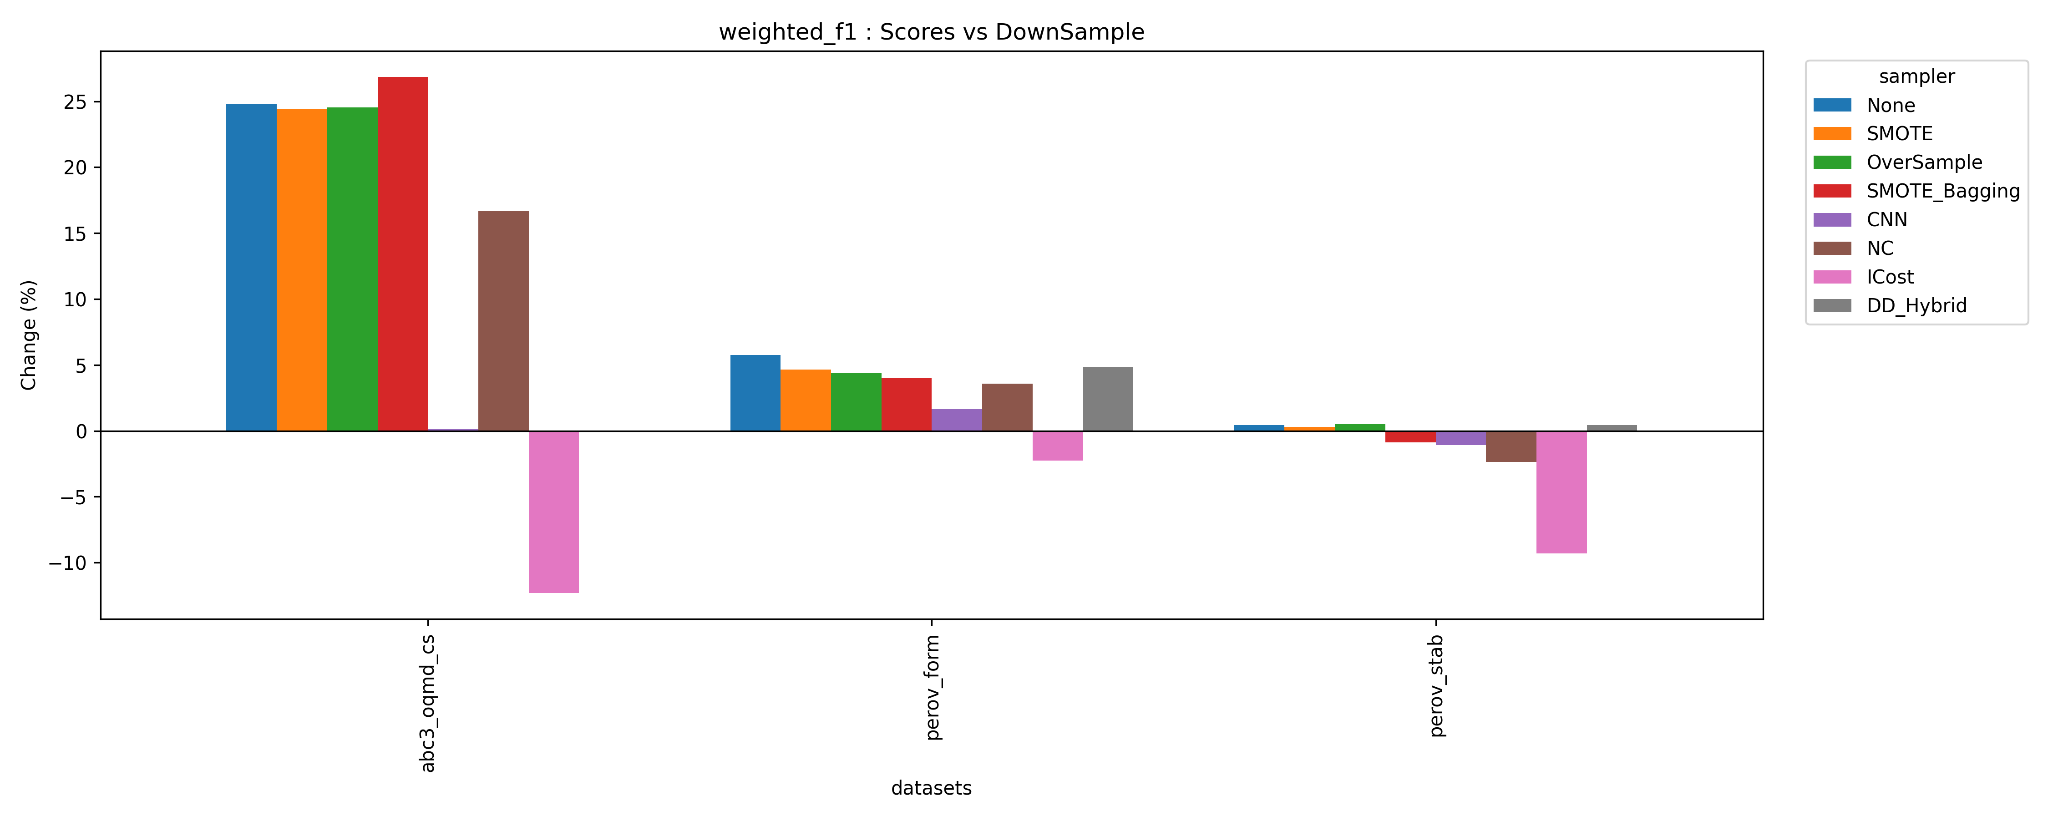 weighted_f1 : Scores vs DownSample
Change (%)
25
20
15
10
5
0
−5
−10
abc3_oqmd_cs
perov_form
perov_stab
datasets
sampler
None
SMOTE
OverSample
SMOTE_Bagging
CNN
NC
ICost
DD_Hybrid